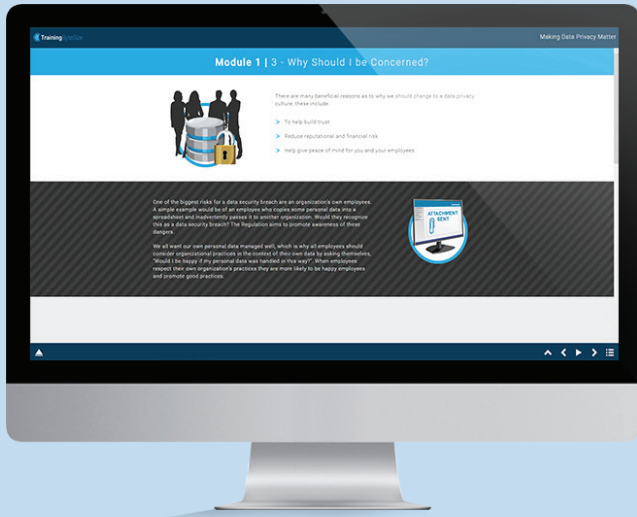 TrainingByteSize
Making Data Privacy Matter
Module 1 | 3 - Why Should I be Concerned?
There are many beneficial reasons as to why we should change to a data privacy
culture, these include:
> To help build trust
> Reduce reputational and financial risk
> Help give peace of mind for you and your employees
One of the biggest risks for a data security breach are an organization's own employees.
A simple example would be of an employee who copies some personal data into a
spreadsheet and inadvertently passes it to another organization. Would they recognize
this as a data security breach? The Regulation aims to promote awareness of these
dangers.
We all want our own personal data managed well, which is why all employees should
consider organizational practices in the context of their own data by asking themselves,
"Would I be happy if my personal data was handled in this way?". When employees
respect their own organization's practices they are more likely to be happy employees
and promote good practices.
ATTACHMENT
SENT